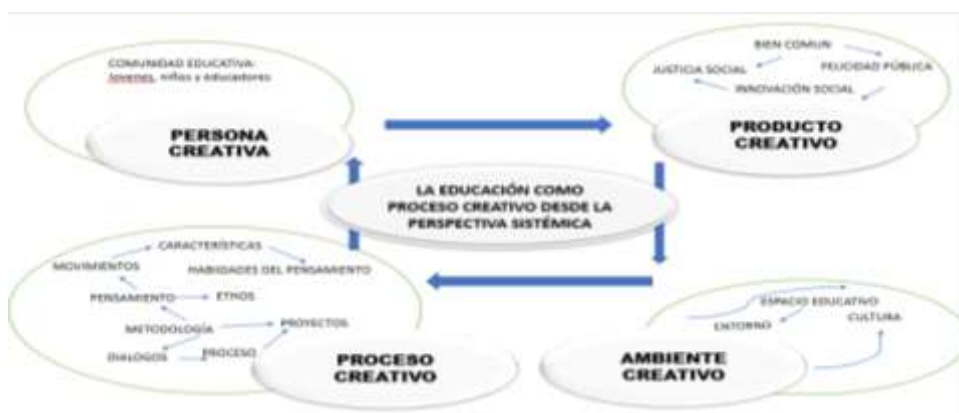 COMUNIDAD EDUCATIVA:
Jovenes, niños y educadores
PERSONA
CREATIVA
BIEN COMUN
JUSTICIA SOCIAL
FELICIDAD PÚBLICA
INNOVACIÓN SOCIAL
PRODUCTO
CREATIVO
LA EDUCACIÓN COMO
PROCESO CREATIVO DESDE LA
PERSPECTIVA SISTÉMICA
CARACTERÍSTICAS
MOVIMIENTOS
HABIIDADES DEL PENSAMIENTO
PENSAMIENTO
ETHOS
METODOLOGÍA
PROYECTOS
DIALOGOS
PROCESO
PROCESO
CREATIVO
ESPACIO EDUCATIVO
ENTORNO
CULTURA
AMBIENTE
CREATIVO